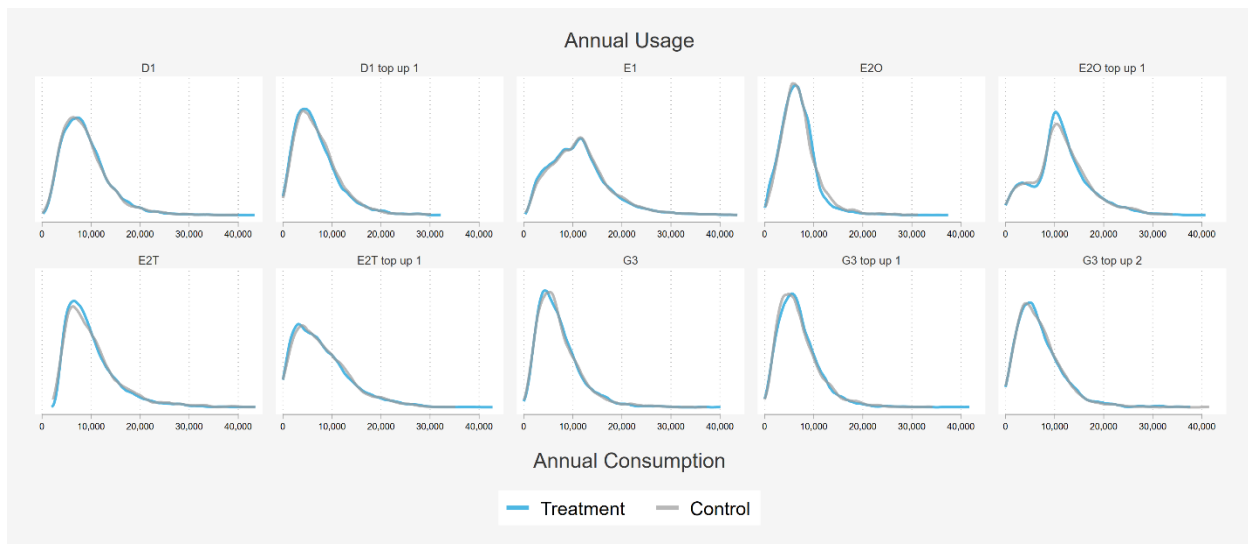 Annual Usage
D1 D1 top up 1 E1 E2O E2O top up 1
0 10,000 20,000 30,000 40,000 0 10,000 20,000 30,000 40,000 0 10,000 20,000 30,000 40,000 0 10,000 20,000 30,000 40,000 0 10,000 20,000 30,000 40,000
E2T E2T top up 1 G3 G3 top up 1 G3 top up 2
0 10,000 20,000 30,000 40,000 0 10,000 20,000 30,000 40,000 0 10,000 20,000 30,000 40,000 0 10,000 20,000 30,000 40,000 0 10,000 20,000 30,000 40,000
Annual Consumption
Treatment Control